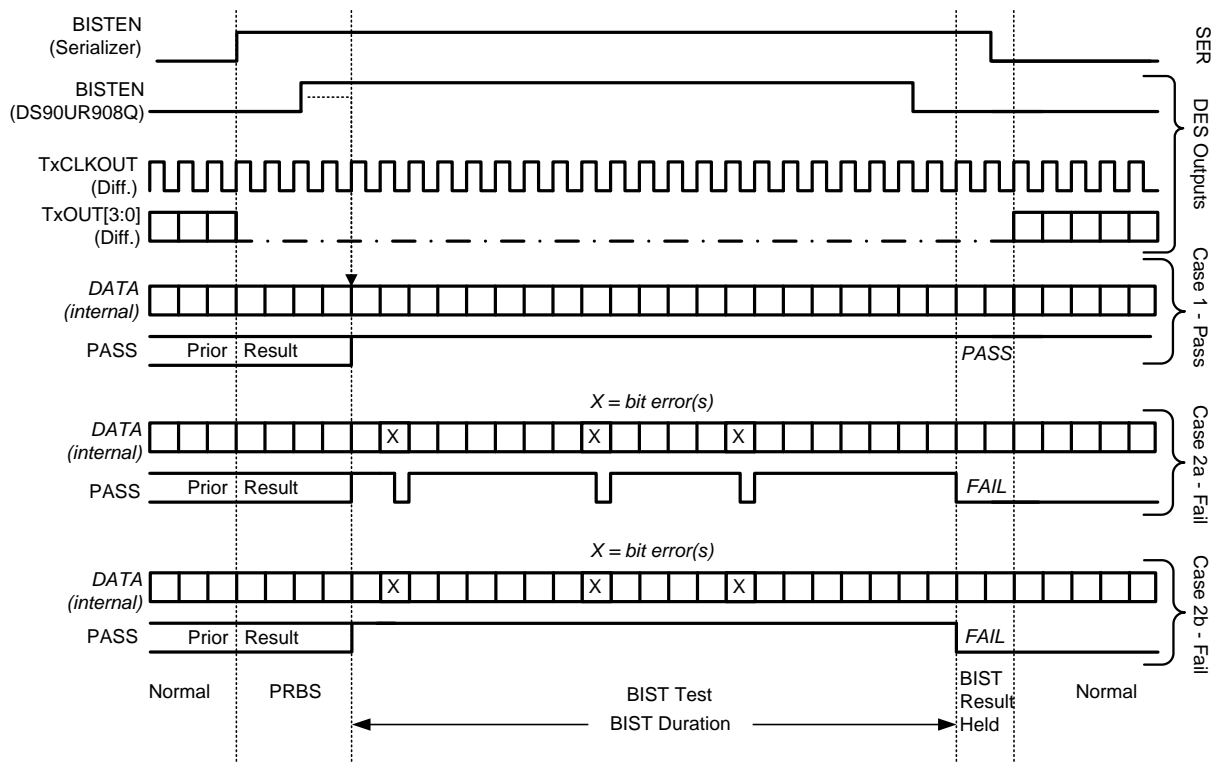 BISTEN
(Serializer)
SER
BISTEN
(DS90UR908Q)
DES Outputs
TxCLKOUT
(Diff.)
TxOUT[3:0]
(Diff.)
DATA
(internal)
Case 1 - Pass
PASS
Prior Result
PASS
X = bit error(s)
DATA
(internal)
X X X
Case 2a - Fail
PASS
Prior Result
FAIL
X = bit error(s)
DATA
(internal)
X X X
Case 2b - Fail
PASS
Prior Result
FAIL
Normal
PRBS
BIST Test
BIST Duration
BIST
Result
Held
Normal